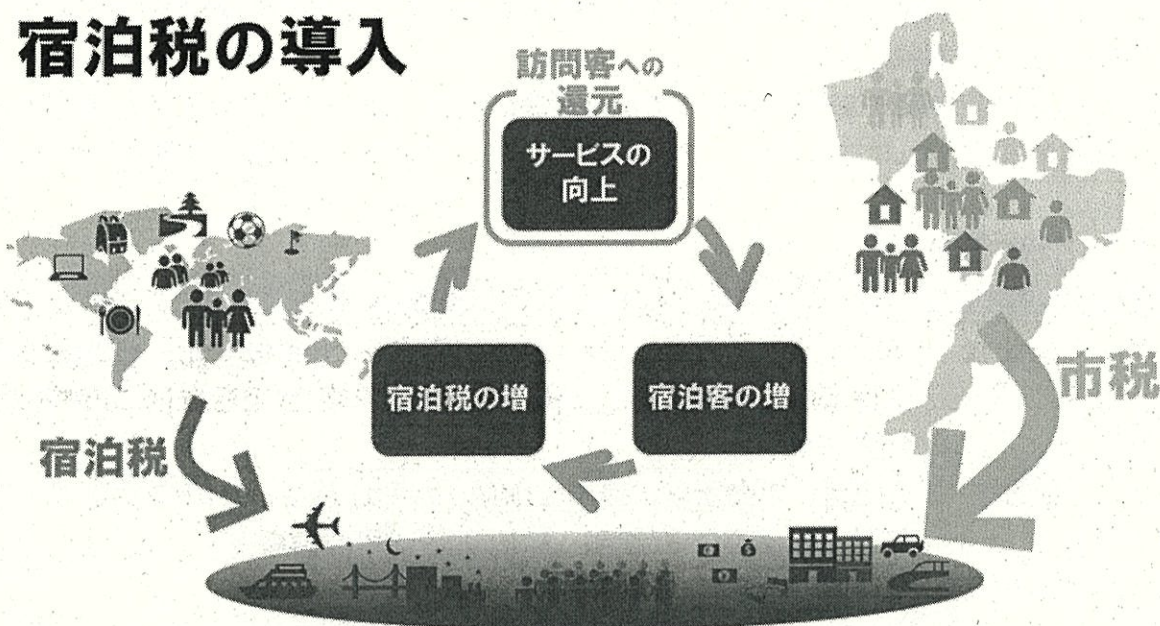 宿泊税の導入
訪問客への
還元
サービスの
向上
宿泊税の増
宿泊客の増
宿泊税
市税